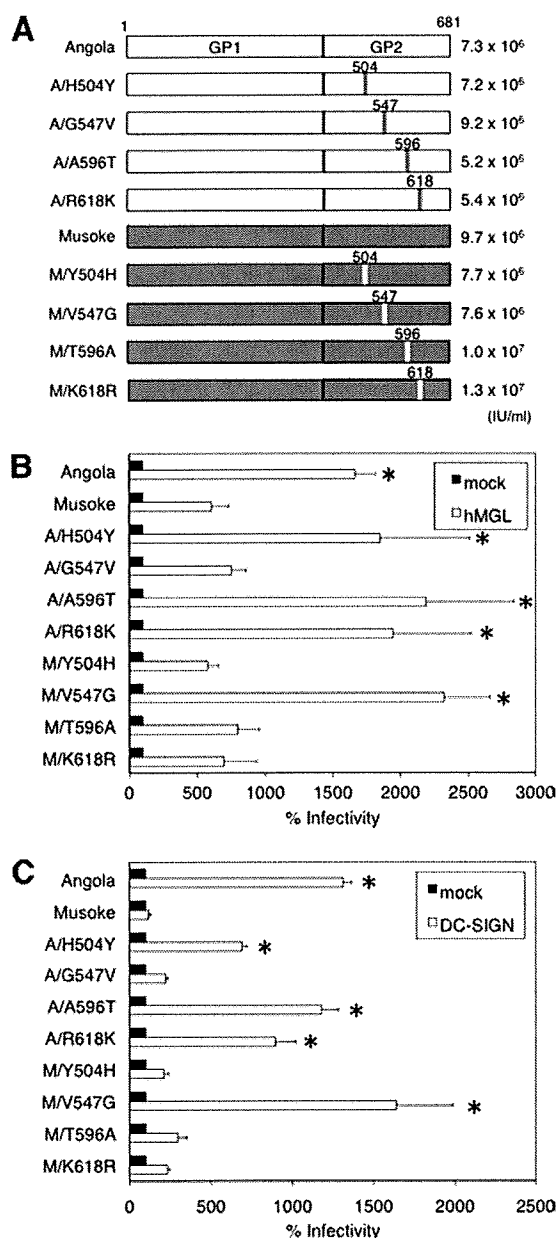 A
1 681
Angola GP1 GP2 7.3 x 10⁶
504
A/H504Y 7.2 x 10⁶
547
A/G547V 9.2 x 10⁶
596
A/A596T 5.2 x 10⁶
618
A/R618K 5.4 x 10⁶
Musoke 9.7 x 10⁶
504
M/Y504H 7.7 x 10⁶
547
M/V547G 7.6 x 10⁶
596
M/T596A 1.0 x 10⁷
618
M/K618R 1.3 x 10⁷
(IU/ml)
B
Angola *
mock
hMGL
Musoke
A/H504Y *
A/G547V
A/A596T *
A/R618K *
M/Y504H
M/V547G *
M/T596A
M/K618R
0 500 1000 1500 2000 2500 3000
% Infectivity
C
Angola *
mock
DC-SIGN
Musoke
A/H504Y *
A/G547V
A/A596T *
A/R618K *
M/Y504H
M/V547G *
M/T596A
M/K618R
0 500 1000 1500 2000 2500
% Infectivity